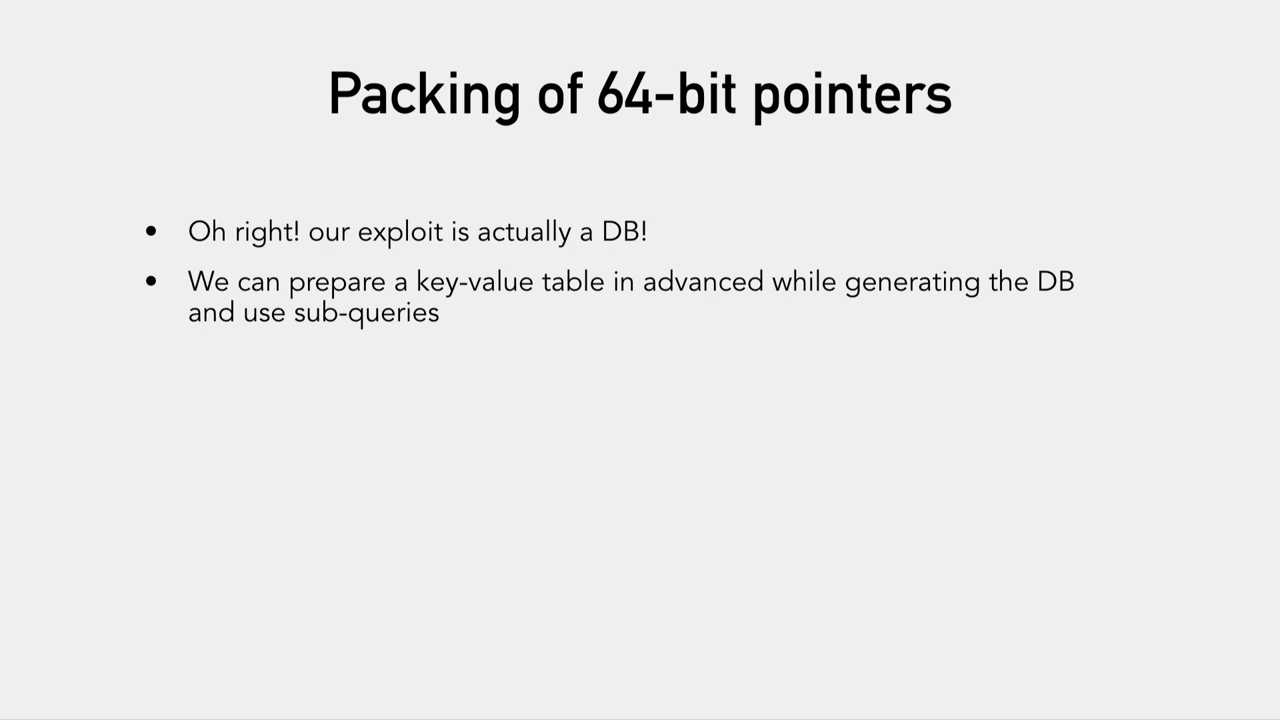 Packing of 64-bit pointers
• Oh right! our exploit is actually a DB!
• We can prepare a key-value table in advanced while generating the DB
and use sub-queries